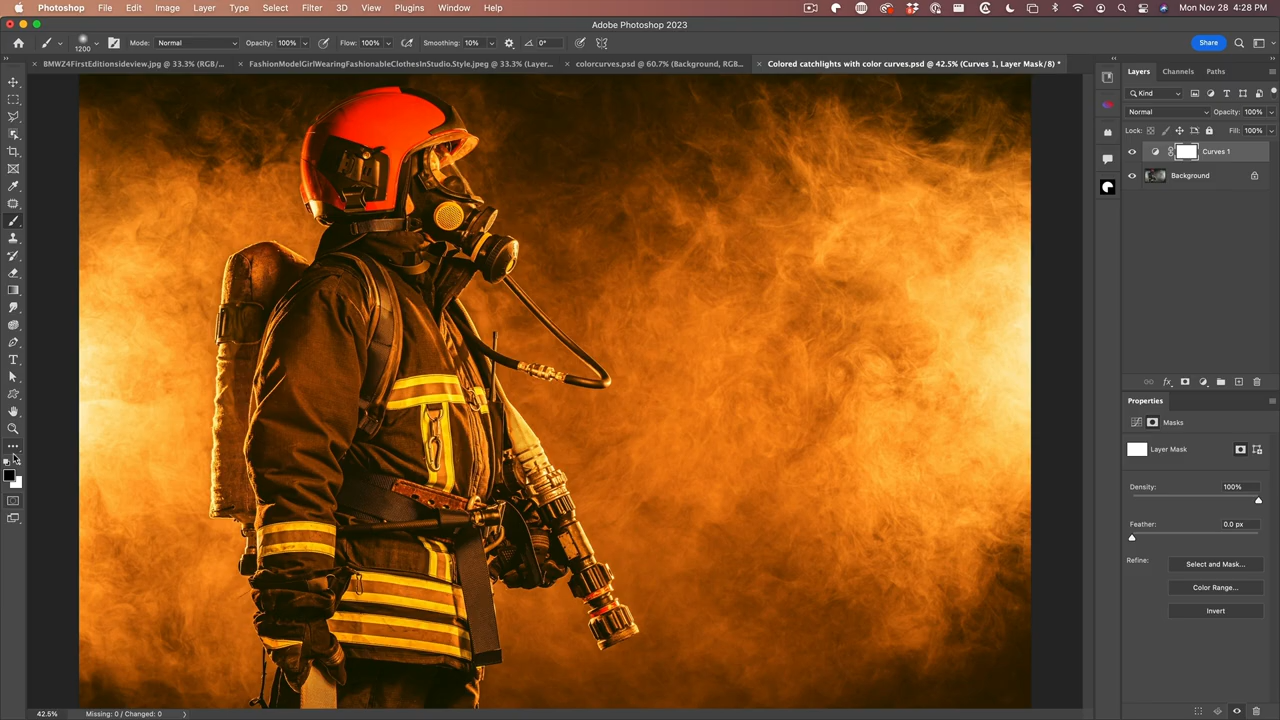 Photoshop File Edit Image Layer Type Select Filter 3D View Plugins Window Help Mon Nov 28 4:28 PM
Adobe Photoshop 2023
1200 Mode: Normal Opacity: 100% Flow: 100% Smoothing: 10% 0° Share
BMWZ4FirstEditionsideview.jpg @ 33.3% (RGB/... FashionModelGirlWearingFashionableClothesInStudio.Style.jpeg @ 33.3% (Layer... colorcurves.psd @ 60.7% (Background, RGB... Colored catchlights with color curves.psd @ 42.5% (Curves 1, Layer Mask/8) *
Layers Channels Paths
Kind
Normal Opacity: 100%
Lock: Fill: 100%
Curves 1
Background
Properties
Masks
Layer Mask
Density: 100%
Feather: 0.0 px
Refine: Select and Mask...
Color Range...
Invert
42.5% Missing: 0 / Changed: 0